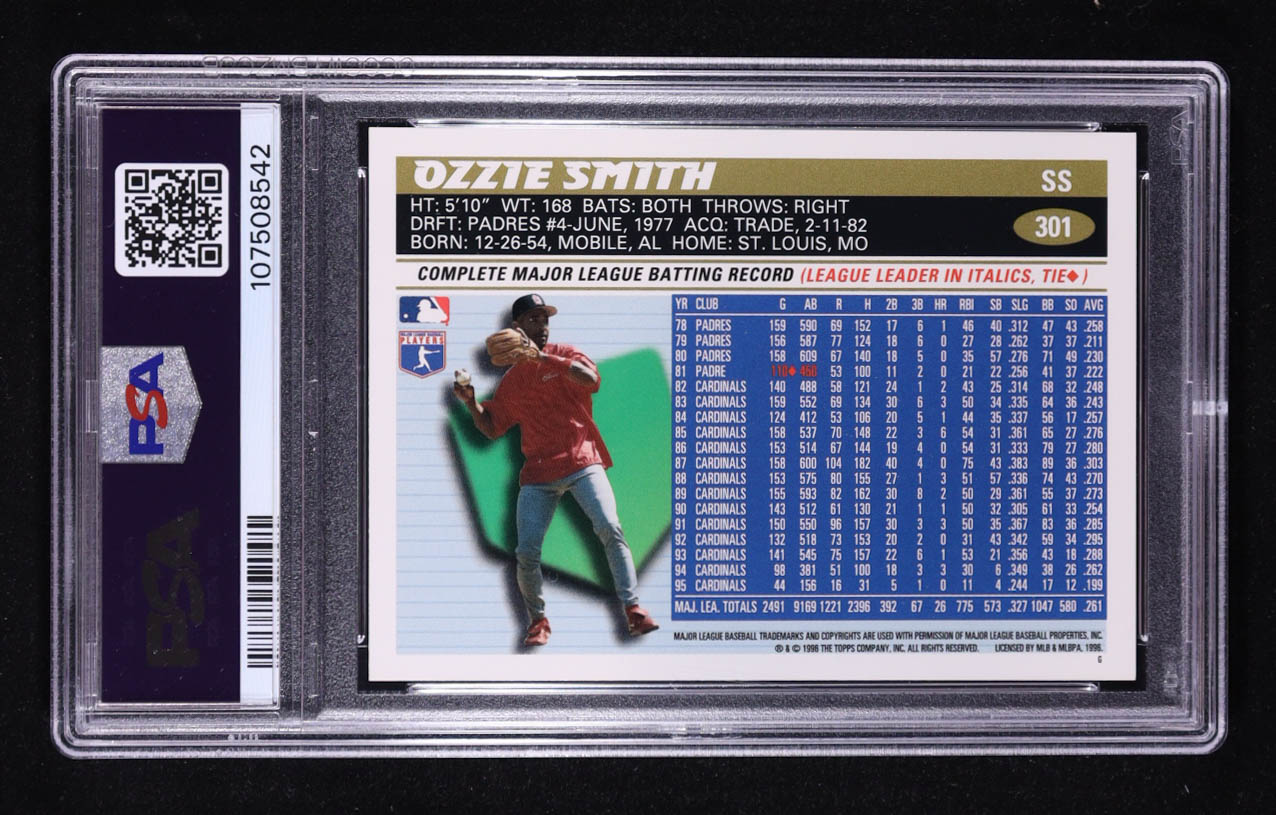 107508542
PSA
PSA
OZZIE SMITH SS
HT: 5'10" WT: 168 BATS: BOTH THROWS: RIGHT
DRFT: PADRES #4-JUNE, 1977 ACQ: TRADE, 2-11-82
BORN: 12-26-54, MOBILE, AL HOME: ST. LOUIS, MO
301
COMPLETE MAJOR LEAGUE BATTING RECORD (LEAGUE LEADER IN ITALICS, TIE♦)
MAJOR LEAGUE BASEBALL
PLAYERS
YR CLUB G AB R H 2B 3B HR RBI SB SLG BB SO AVG
78 PADRES 159 590 69 152 17 6 1 46 40 .312 47 43 .258
79 PADRES 156 587 77 124 18 6 0 27 28 .262 37 37 .211
80 PADRES 158 609 67 140 18 5 0 35 57 .276 71 49 .230
81 PADRE 110♦ 450 53 100 11 2 0 21 22 .256 41 37 .222
82 CARDINALS 140 488 58 121 24 1 2 43 25 .314 68 32 .248
83 CARDINALS 159 552 69 134 30 6 3 50 34 .335 64 36 .243
84 CARDINALS 124 412 53 106 20 5 1 44 35 .337 56 17 .257
85 CARDINALS 158 537 70 148 22 3 6 54 31 .361 65 27 .276
86 CARDINALS 153 514 67 144 19 4 0 54 31 .333 79 27 .280
87 CARDINALS 158 600 104 182 40 4 0 75 43 .383 89 36 .303
88 CARDINALS 153 575 80 155 27 1 3 51 57 .336 74 43 .270
89 CARDINALS 155 593 82 162 30 8 2 50 29 .361 55 37 .273
90 CARDINALS 143 512 61 130 21 1 1 50 32 .305 61 33 .254
91 CARDINALS 150 550 96 157 30 3 3 50 35 .367 83 36 .285
92 CARDINALS 132 518 73 153 20 2 0 31 43 .342 59 34 .295
93 CARDINALS 141 545 75 157 22 6 1 53 21 .356 43 18 .288
94 CARDINALS 98 381 51 100 18 3 3 30 6 .349 38 26 .262
95 CARDINALS 44 156 16 31 5 1 0 11 4 .244 17 12 .199
MAJ. LEA. TOTALS 2491 9169 1221 2396 392 67 26 775 573 .327 1047 580 .261
MAJOR LEAGUE BASEBALL TRADEMARKS AND COPYRIGHTS ARE USED WITH PERMISSION OF MAJOR LEAGUE BASEBALL PROPERTIES, INC.
® & © 1996 THE TOPPS COMPANY, INC. ALL RIGHTS RESERVED. LICENSED BY MLB & MLBPA, 1996.
G